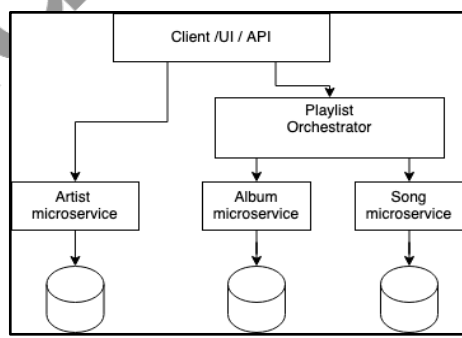 Client /UI / API
Playlist
Orchestrator
Artist
microservice
Album
microservice
Song
microservice